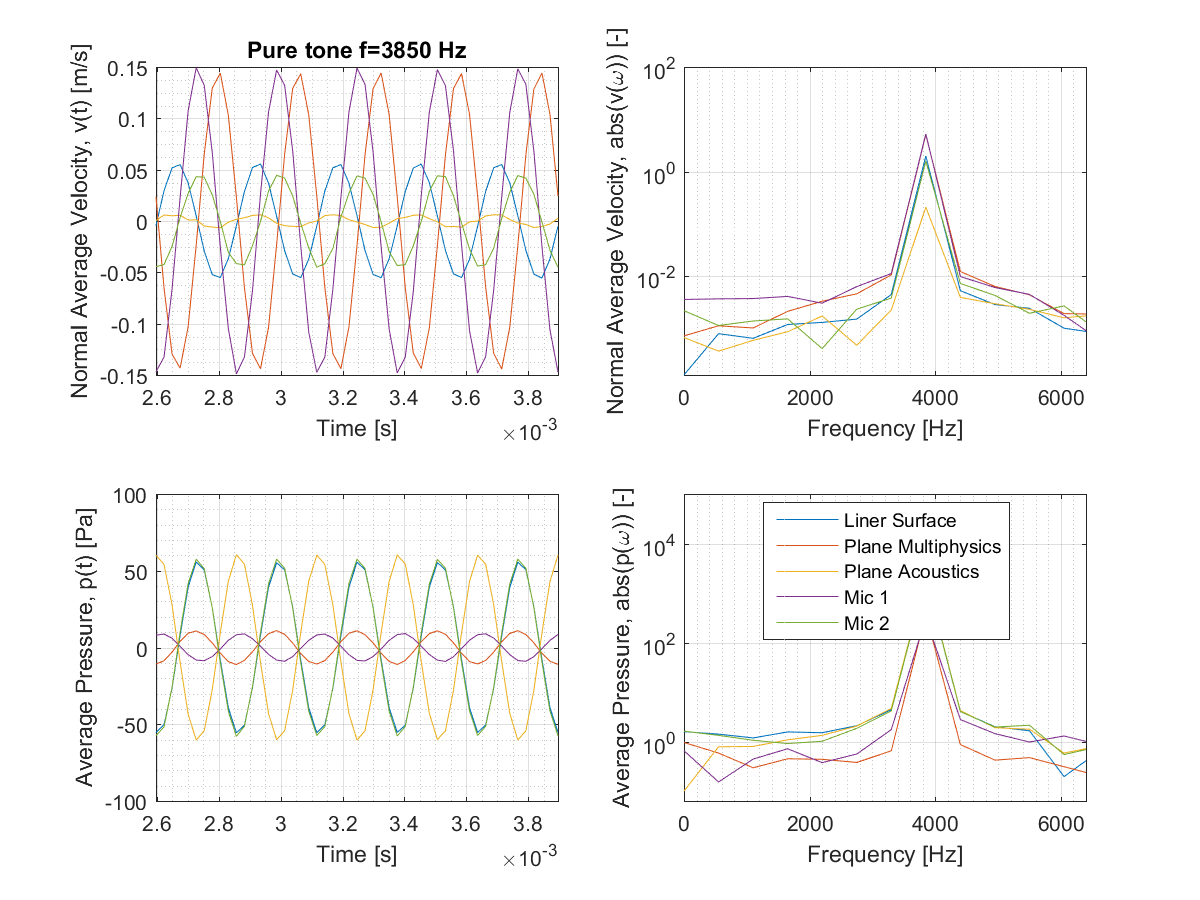 Pure tone f=3850 Hz
Normal Average Velocity, v(t) [m/s]
0.15
0.1
0.05
0
-0.05
-0.1
-0.15
2.6 2.8 3 3.2 3.4 3.6 3.8
Time [s]
×10-3
Normal Average Velocity, abs(v(ω)) [-]
10^2
10^0
10^-2
0 2000 4000 6000
Frequency [Hz]
Average Pressure, p(t) [Pa]
100
50
0
-50
-100
2.6 2.8 3 3.2 3.4 3.6 3.8
Time [s]
×10-3
Average Pressure, abs(p(ω)) [-]
10^4
10^2
10^0
Liner Surface
Plane Multiphysics
Plane Acoustics
Mic 1
Mic 2
0 2000 4000 6000
Frequency [Hz]